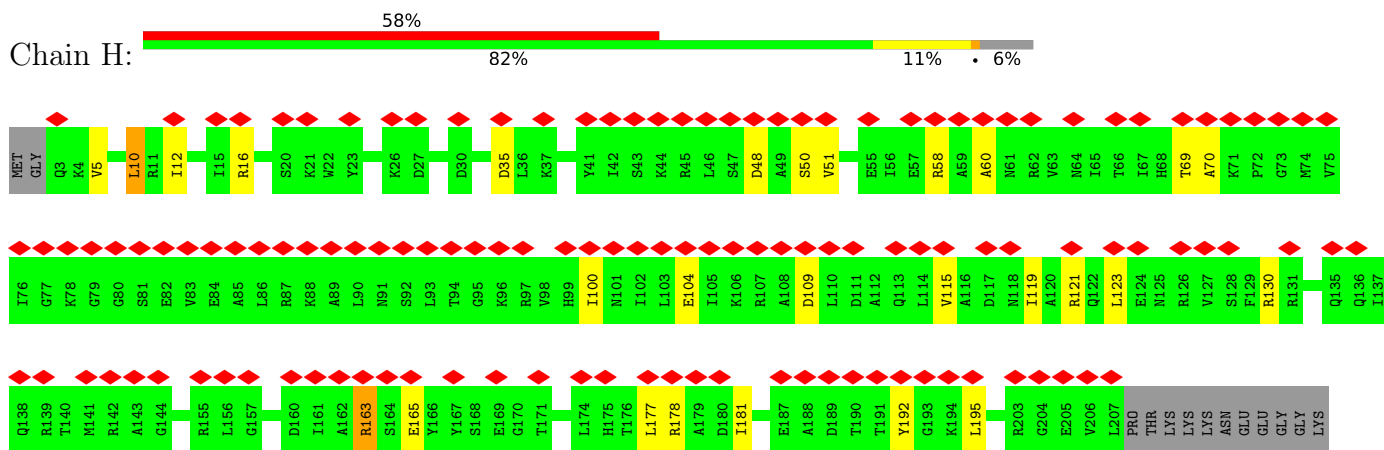 58%
Chain H:
82% 11% • 6%
MET GLY Q3 K4 V5 L10 R11 I12 I15 R16 S20 K21 W22 Y23 K26 D27 D30 D35 L36 K37 Y41 I42 S43 K44 R45 L46 S47 D48 A49 S50 V51 E55 I56 E57 R58 A59 A60 N61 R62 V63 N64 I65 T66 I67 H68 T69 A70 K71 P72 G73 M74 V75
I76 G77 K78 G79 G80 S81 E82 V83 E84 A85 L86 R87 K88 A89 L90 N91 S92 L93 T94 G95 K96 R97 V98 H99 I100 N101 I102 L103 E104 I105 K106 R107 A108 D109 L110 D111 A112 Q113 L114 V115 A116 D117 N118 I119 A120 R121 Q122 L123 E124 N125 R126 V127 S128 F129 R130 R131 Q135 Q136 I137
Q138 R139 T140 M141 R142 A143 G144 R155 L156 G157 D160 I161 A162 R163 S164 E165 Y166 Y167 S168 E169 G170 T171 L174 H175 T176 L177 R178 A179 D180 I181 E187 A188 D189 T190 T191 Y192 G193 K194 L195 R203 G204 E205 V206 L207 PRO THR LYS LYS LYS ASN GLU GLU GLY GLY LYS